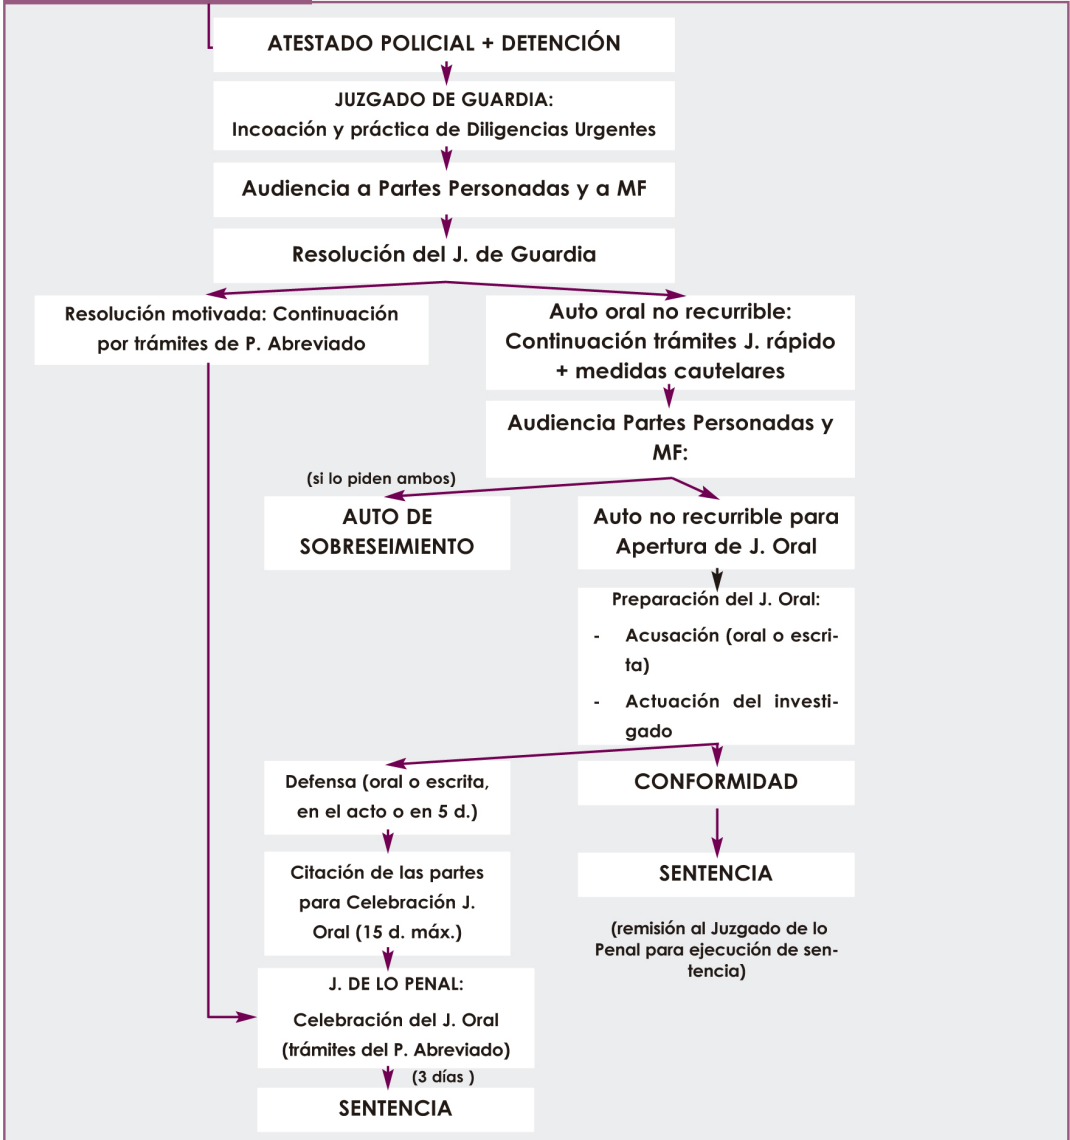 ATESTADO POLICIAL + DETENCIÓN
JUZGADO DE GUARDIA:
Incoación y práctica de Diligencias Urgentes
Audiencia a Partes Personadas y a MF
Resolución del J. de Guardia
Resolución motivada: Continuación
por trámites de P. Abreviado
Auto oral no recurrible:
Continuación trámites J. rápido
+ medidas cautelares
Audiencia Partes Personadas y
MF:
(si lo piden ambos)
AUTO DE
SOBRESEIMIENTO
Auto no recurrible para
Apertura de J. Oral
Preparación del J. Oral:
- Acusación (oral o escri-
ta)
- Actuación del investi-
gado
Defensa (oral o escrita,
en el acto o en 5 d.)
CONFORMIDAD
Citación de las partes
para Celebración J.
Oral (15 d. máx.)
SENTENCIA
(remisión al Juzgado de lo
Penal para ejecución de sen-
tencia)
J. DE LO PENAL:
Celebración del J. Oral
(trámites del P. Abreviado)
(3 días )
SENTENCIA